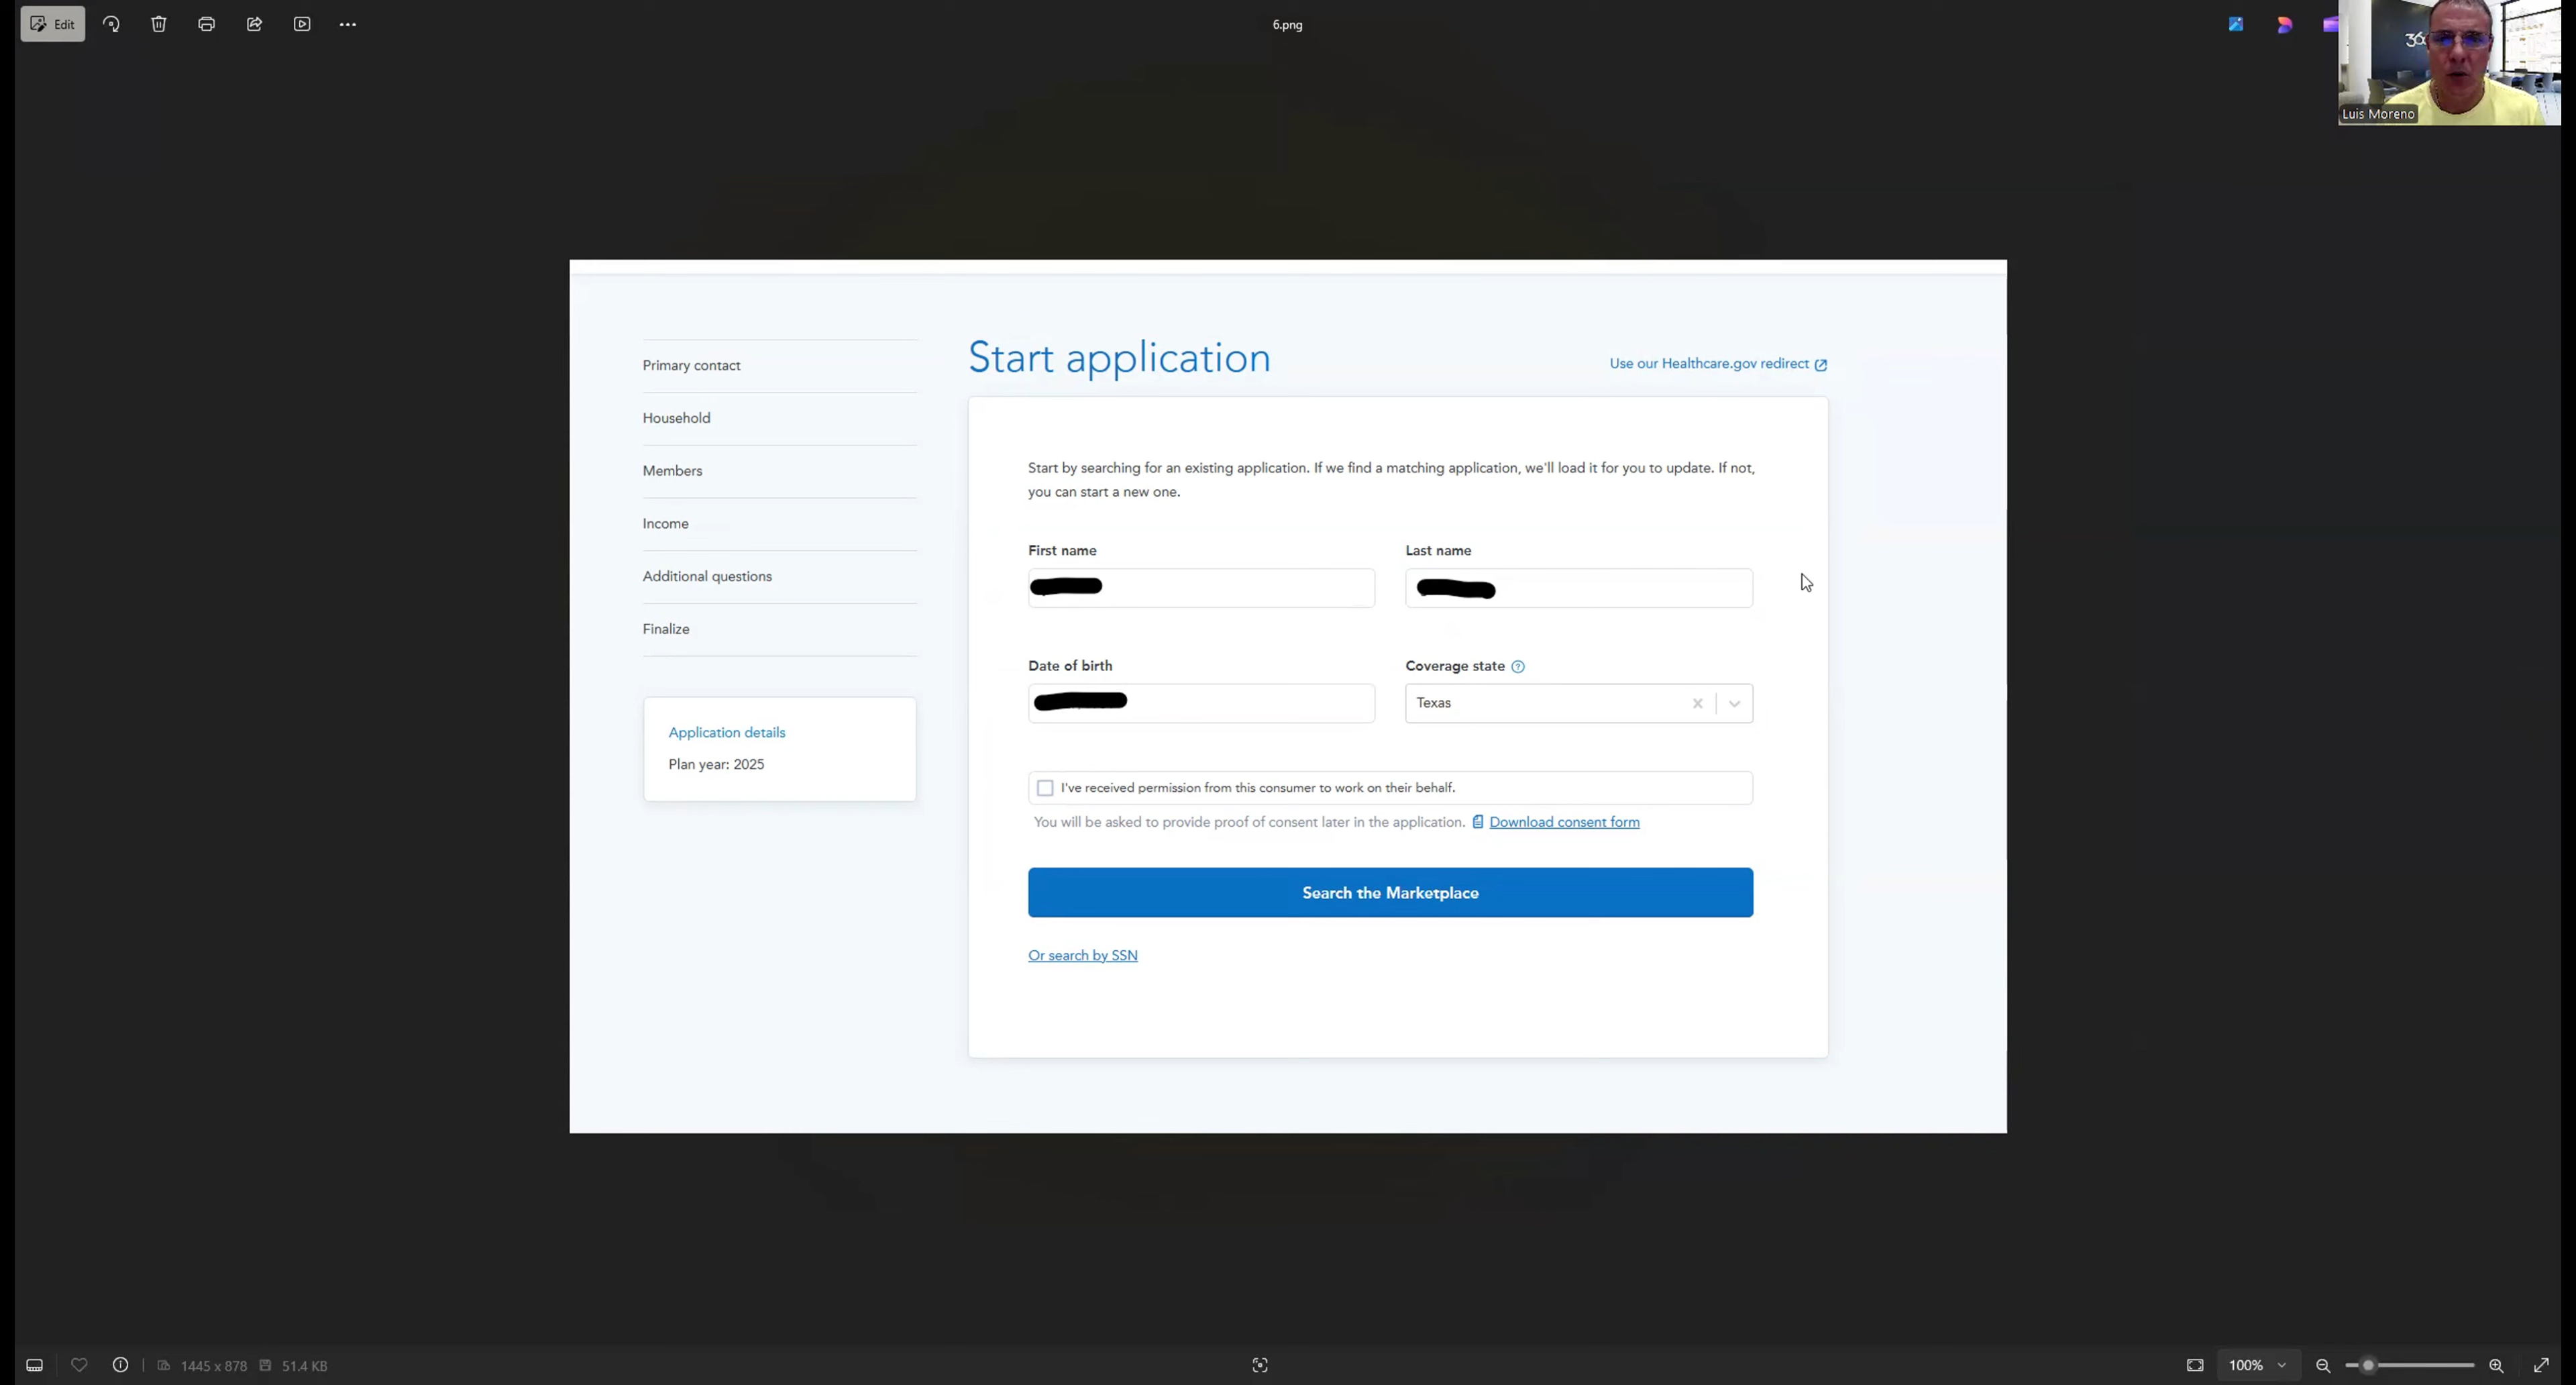 Edit
6.png
36
Luis Moreno
Start application
Use our Healthcare.gov redirect
Primary contact
Household
Members
Income
Additional questions
Finalize
Application details
Plan year: 2025
Start by searching for an existing application. If we find a matching application, we'll load it for you to update. If not,
you can start a new one.
First name
Last name
Date of birth
Coverage state
Texas
I've received permission from this consumer to work on their behalf.
You will be asked to provide proof of consent later in the application. Download consent form
Search the Marketplace
Or search by SSN
1445 x 878
51.4 KB
100%